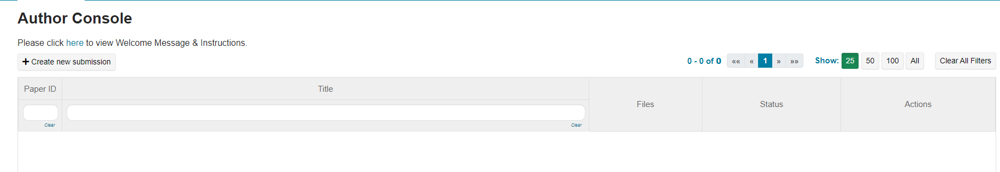 Author Console
Please click here to view Welcome Message & Instructions.
+ Create new submission
0 - 0 of 0 «« « 1 » »» Show: 25 50 100 All Clear All Filters
Paper ID Title Files Status Actions
Clear Clear